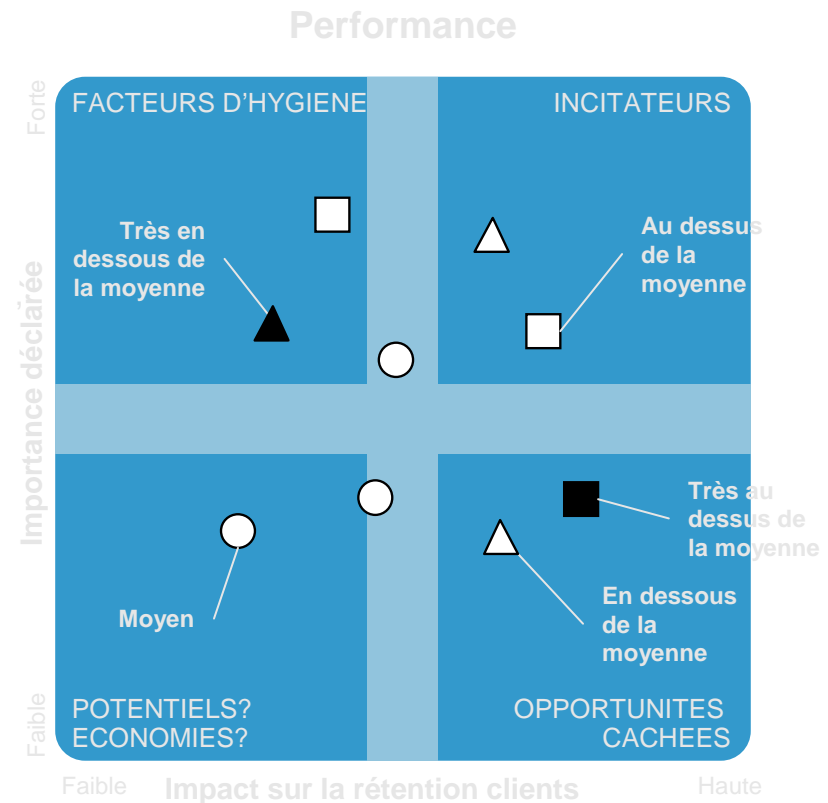 Performance
Forte
FACTEURS D'HYGIENE
INCITATEURS
Très en
dessous de
la moyenne
Au dessus
de la
moyenne
Importance déclarée
Très au
dessus de
la moyenne
En dessous
de la
moyenne
Moyen
POTENTIELS?
ECONOMIES?
OPPORTUNITES
CACHEES
Faible
Faible
Impact sur la rétention clients
Haute